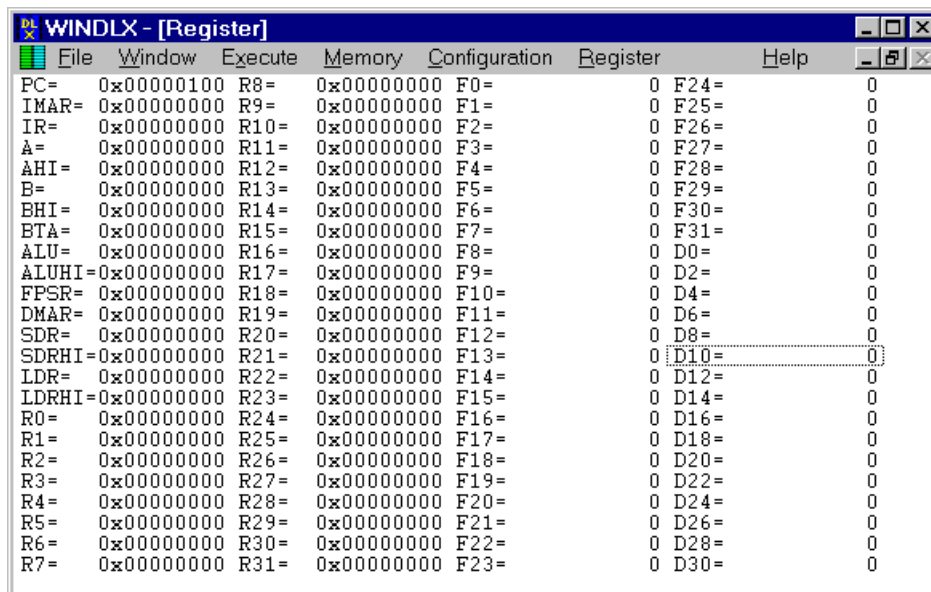 DLX WINDLX - [Register]
File Window Execute Memory Configuration Register Help
PC= 0x00000100 R8= 0x00000000 F0= 0 F24= 0
IMAR= 0x00000000 R9= 0x00000000 F1= 0 F25= 0
IR= 0x00000000 R10= 0x00000000 F2= 0 F26= 0
A= 0x00000000 R11= 0x00000000 F3= 0 F27= 0
AHI= 0x00000000 R12= 0x00000000 F4= 0 F28= 0
B= 0x00000000 R13= 0x00000000 F5= 0 F29= 0
BHI= 0x00000000 R14= 0x00000000 F6= 0 F30= 0
BTA= 0x00000000 R15= 0x00000000 F7= 0 F31= 0
ALU= 0x00000000 R16= 0x00000000 F8= 0 D0= 0
ALUHI=0x00000000 R17= 0x00000000 F9= 0 D2= 0
FPSR= 0x00000000 R18= 0x00000000 F10= 0 D4= 0
DMAR= 0x00000000 R19= 0x00000000 F11= 0 D6= 0
SDR= 0x00000000 R20= 0x00000000 F12= 0 D8= 0
SDRHI=0x00000000 R21= 0x00000000 F13= 0 D10= 0
LDR= 0x00000000 R22= 0x00000000 F14= 0 D12= 0
LDRHI=0x00000000 R23= 0x00000000 F15= 0 D14= 0
R0= 0x00000000 R24= 0x00000000 F16= 0 D16= 0
R1= 0x00000000 R25= 0x00000000 F17= 0 D18= 0
R2= 0x00000000 R26= 0x00000000 F18= 0 D20= 0
R3= 0x00000000 R27= 0x00000000 F19= 0 D22= 0
R4= 0x00000000 R28= 0x00000000 F20= 0 D24= 0
R5= 0x00000000 R29= 0x00000000 F21= 0 D26= 0
R6= 0x00000000 R30= 0x00000000 F22= 0 D28= 0
R7= 0x00000000 R31= 0x00000000 F23= 0 D30= 0